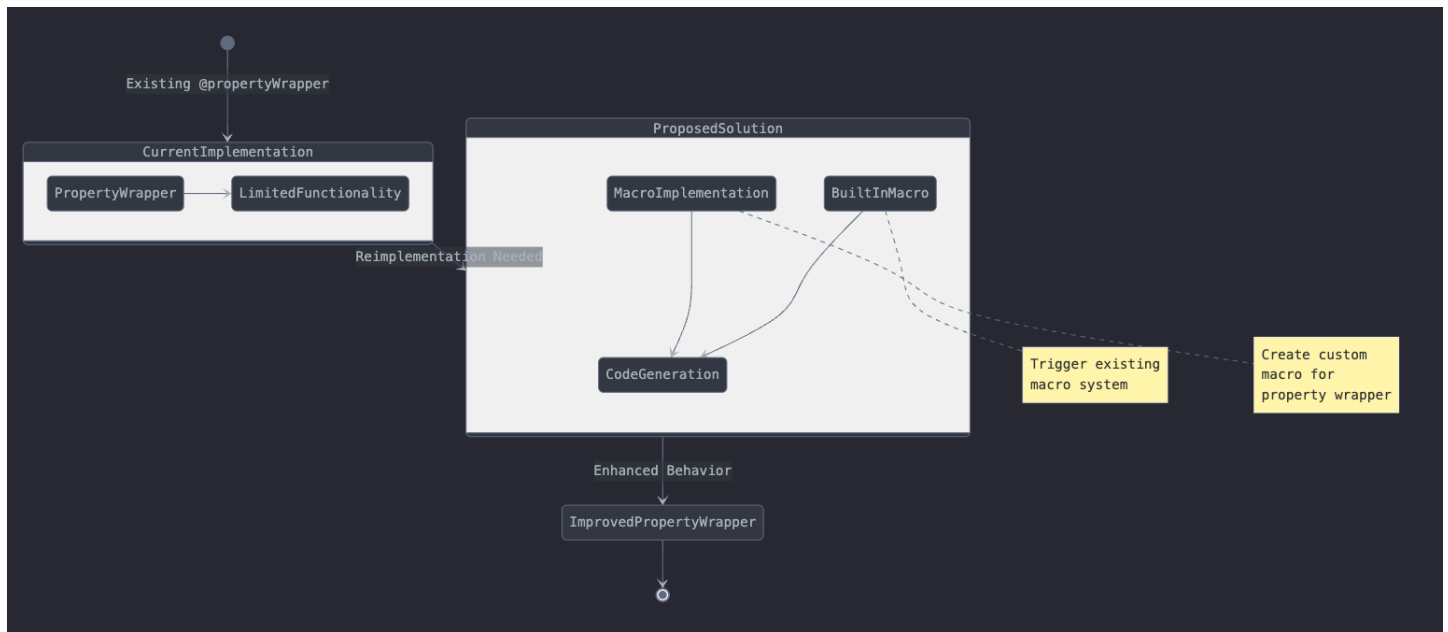 Existing @propertyWrapper
CurrentImplementation
PropertyWrapper
LimitedFunctionality
Reimplementation Needed
ProposedSolution
MacroImplementation
BuiltInMacro
CodeGeneration
Trigger existing
macro system
Create custom
macro for
property wrapper
Enhanced Behavior
ImprovedPropertyWrapper